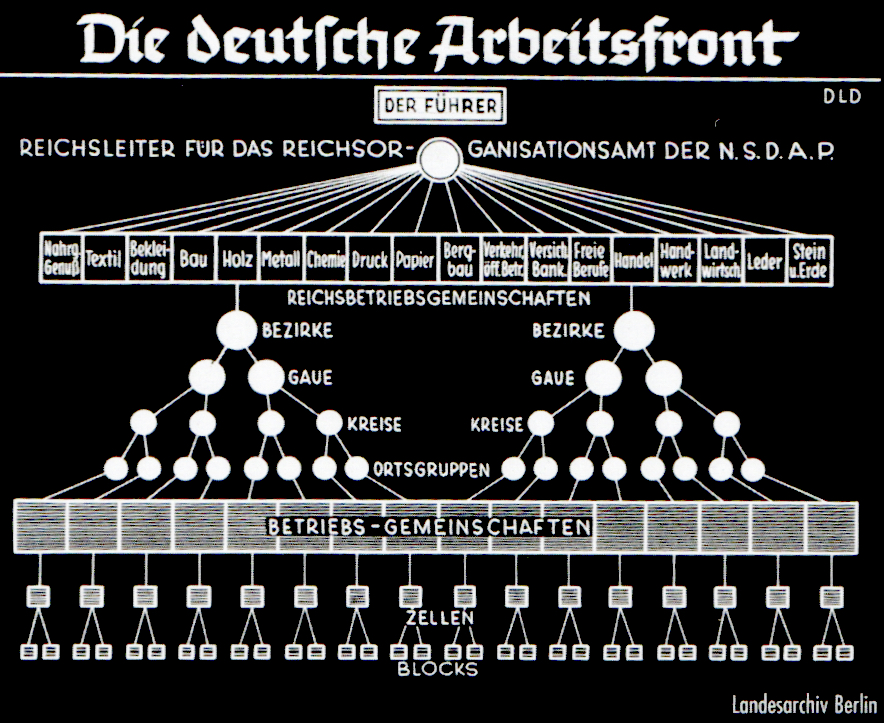 Die deutsche Arbeitsfront
DLD
DER FÜHRER
REICHSLEITER FÜR DAS REICHSOR- GANISATIONSAMT DER N.S.D.A.P.
Nahrg. Genuß
Textil
Beklei- dung
Bau
Holz
Metall
Chemie
Druck
Papier
Berg- bau
Verkehr, öff. Betr.
Versich. Bank.
Freie Berufe
Handel
Hand- werk
Land- wirtsch.
Leder
Stein u. Erde
REICHSBETRIEBSGEMEINSCHAFTEN
BEZIRKE BEZIRKE
GAUE GAUE
KREISE KREISE
ORTSGRUPPEN
BETRIEBS-GEMEINSCHAFTEN
ZELLEN
BLOCKS
Landesarchiv Berlin